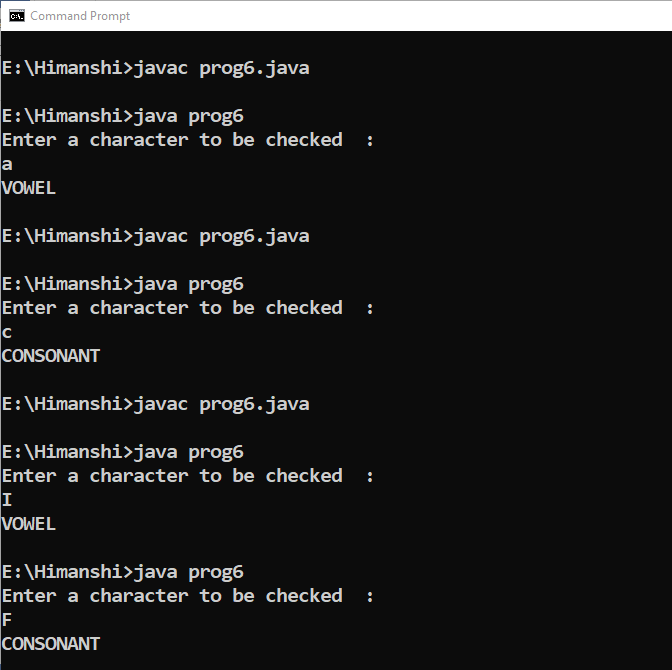 Command Prompt
E:\Himanshi>javac prog6.java
E:\Himanshi>java prog6
Enter a character to be checked  :
a
VOWEL
E:\Himanshi>javac prog6.java
E:\Himanshi>java prog6
Enter a character to be checked  :
c
CONSONANT
E:\Himanshi>javac prog6.java
E:\Himanshi>java prog6
Enter a character to be checked  :
I
VOWEL
E:\Himanshi>java prog6
Enter a character to be checked  :
F
CONSONANT